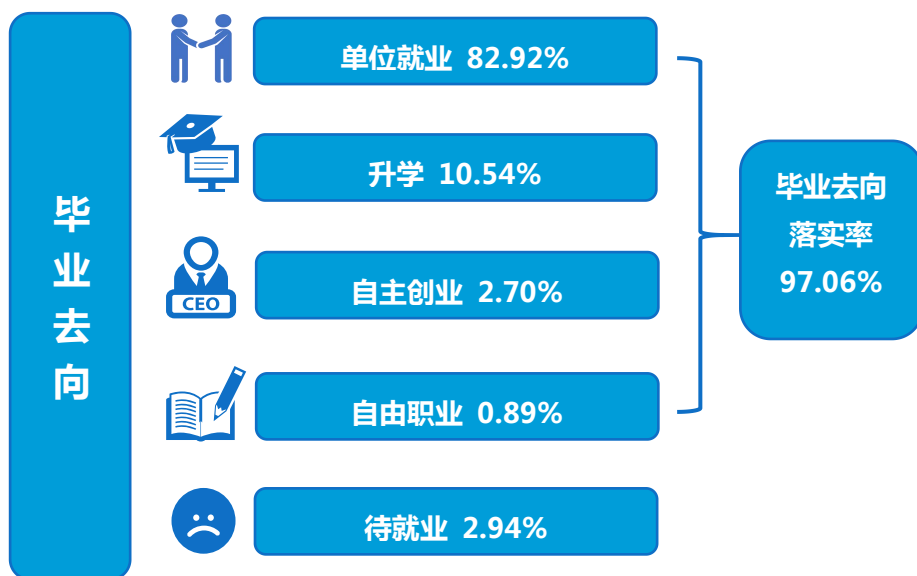 毕业去向
单位就业 82.92%
升学 10.54%
CEO
自主创业 2.70%
自由职业 0.89%
待就业 2.94%
毕业去向
落实率
97.06%